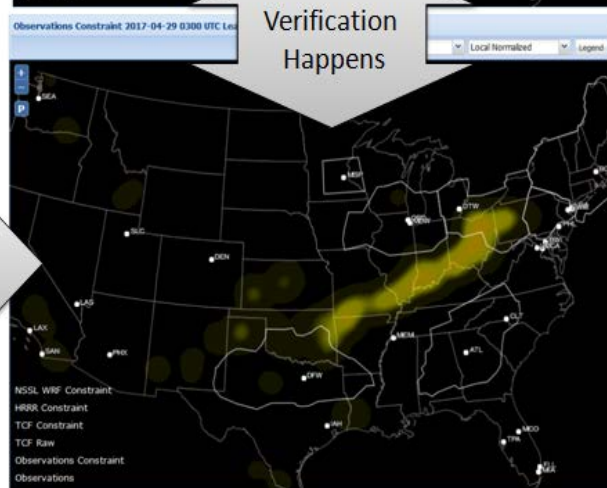 Verification
Happens
Observations Constraint 2017-04-29 0300 UTC Lea
Local Normalized
Legend
+
−
P
SEA
MSP
DTW
SLC
DEN
PHL
LAS
LAX
SAN
PHX
MEM
CLT
ATL
DFW
IAH
MCO
TPA
MIA
NSSL WRF Constraint
HRRR Constraint
TCF Constraint
TCF Raw
Observations Constraint
Observations